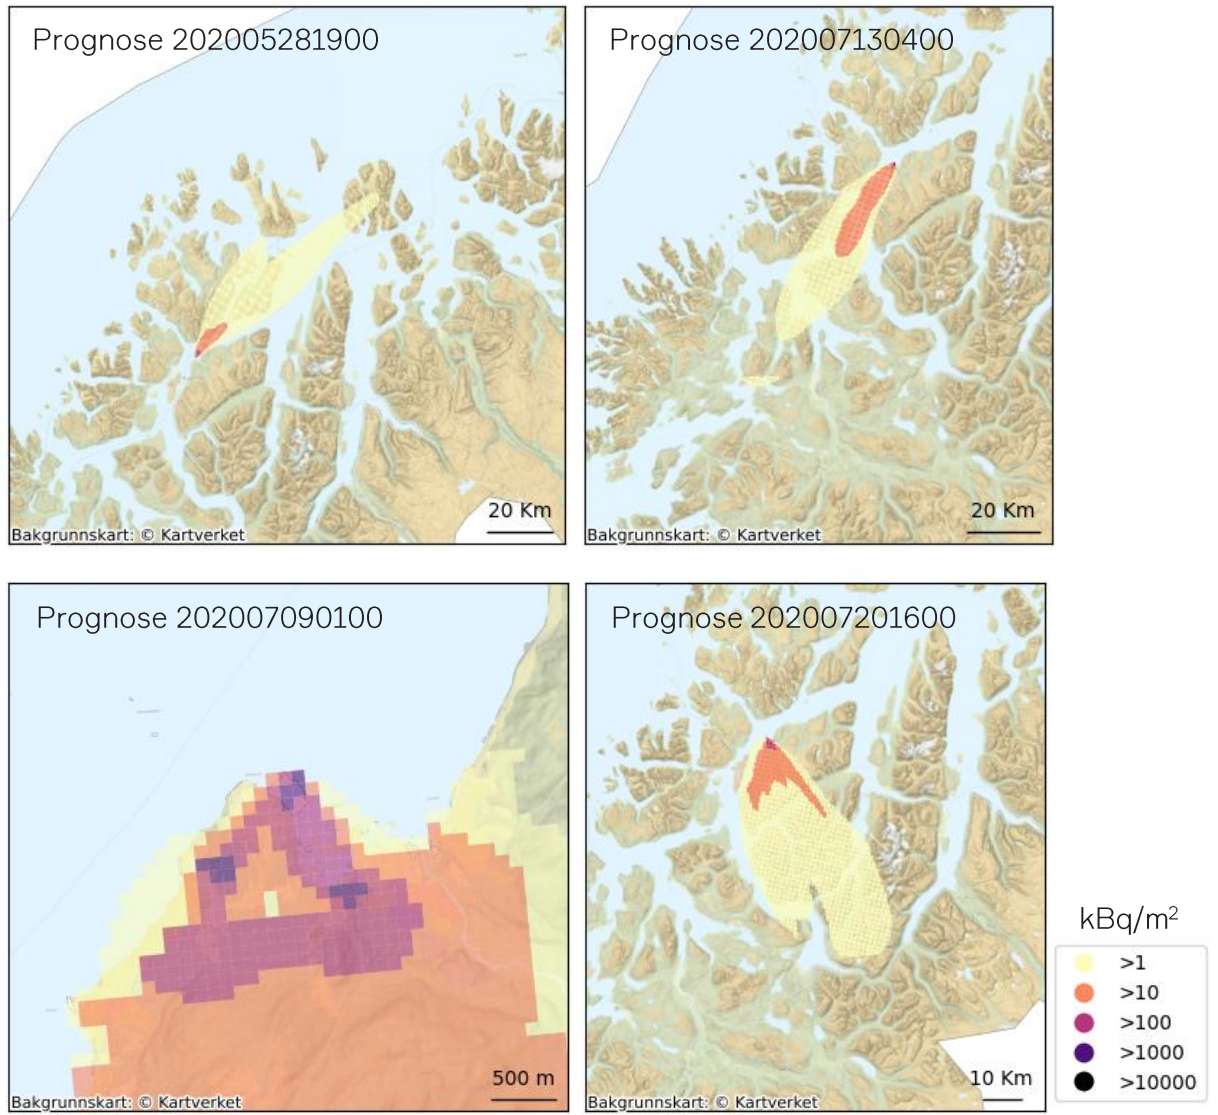 Prognose 202005281900
20 Km
Bakgrunnskart: © Kartverket
Prognose 202007130400
20 Km
Bakgrunnskart: © Kartverket
Prognose 202007090100
500 m
Bakgrunnskart: © Kartverket
Prognose 202007201600
10 Km
Bakgrunnskart: © Kartverket
kBq/m²
>1
>10
>100
>1000
>10000